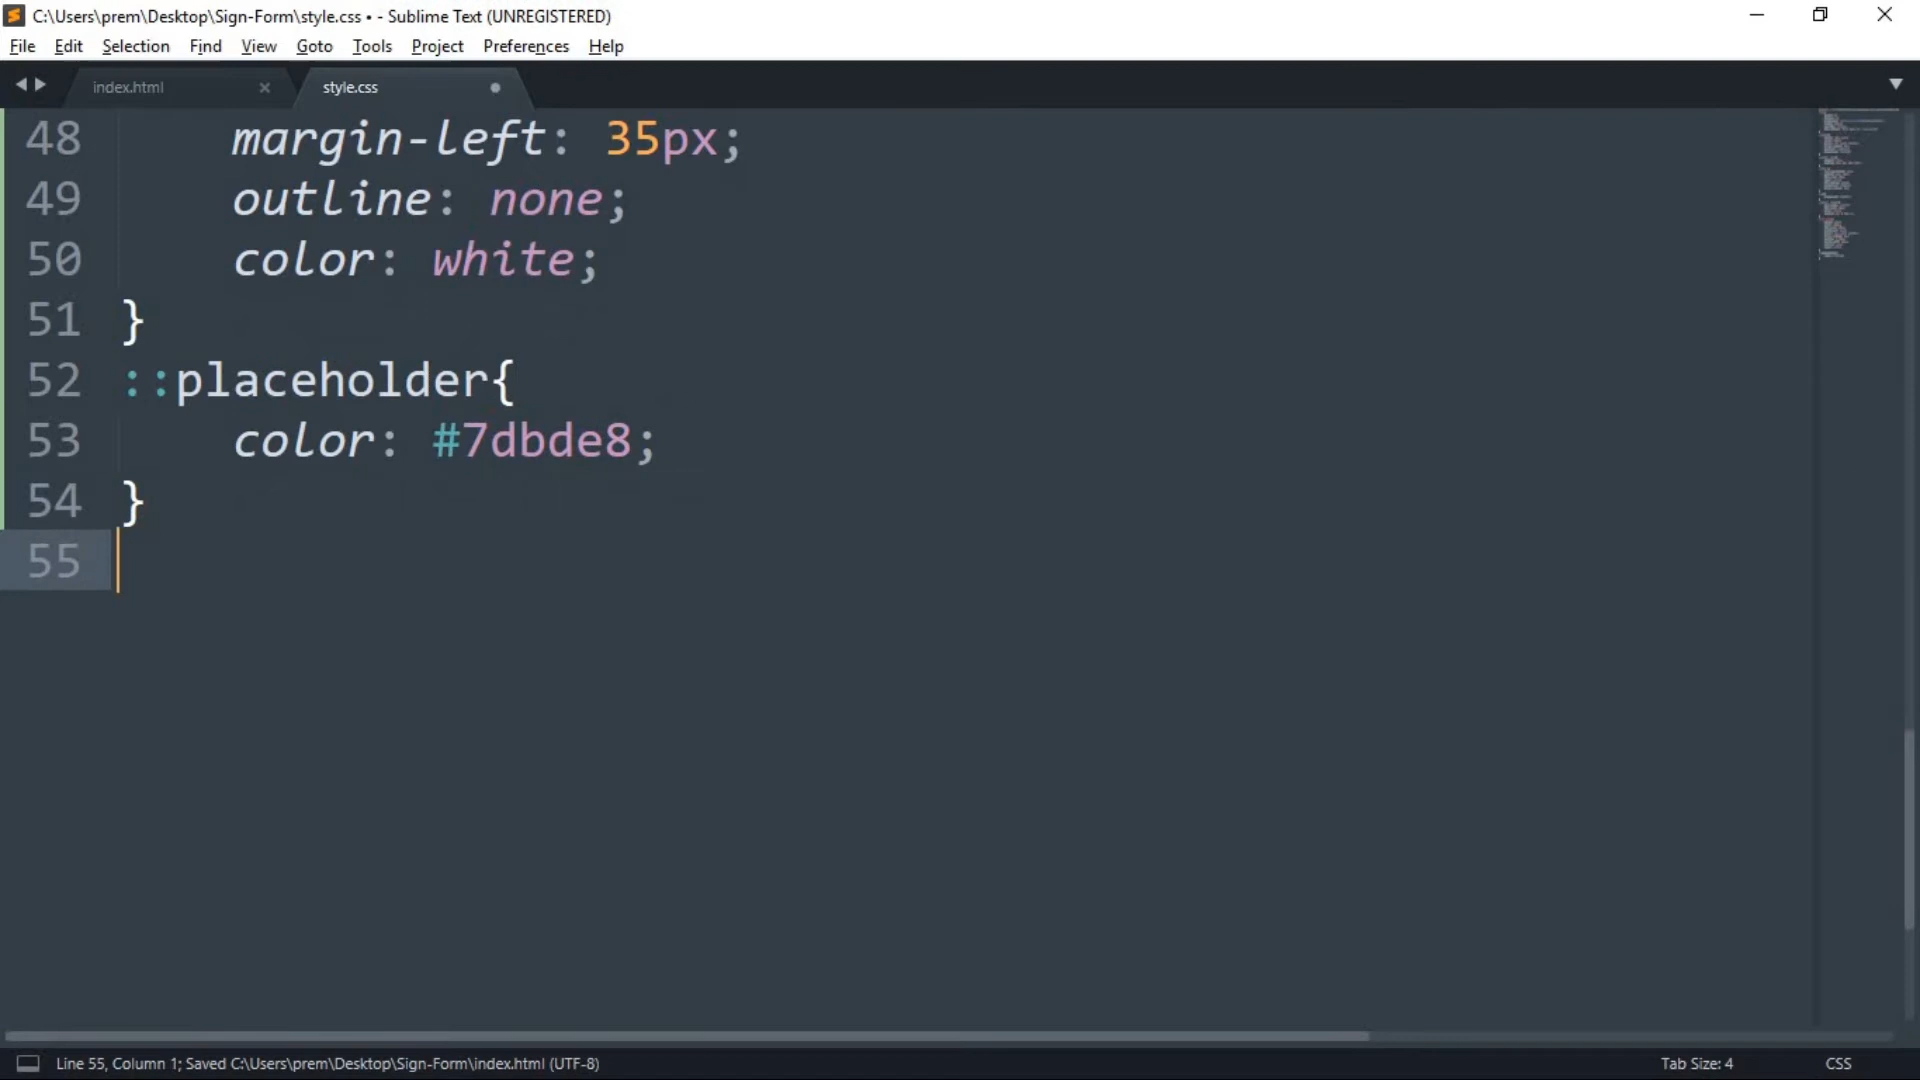 C:\Users\prem\Desktop\Sign-Form\style.css • - Sublime Text (UNREGISTERED)
File Edit Selection Find View Goto Tools Project Preferences Help
index.html style.css
48 margin-left: 35px;
49 outline: none;
50 color: white;
51 }
52 ::placeholder{
53 color: #7dbde8;
54 }
55
Line 55, Column 1; Saved C:\Users\prem\Desktop\Sign-Form\index.html (UTF-8) Tab Size: 4 CSS